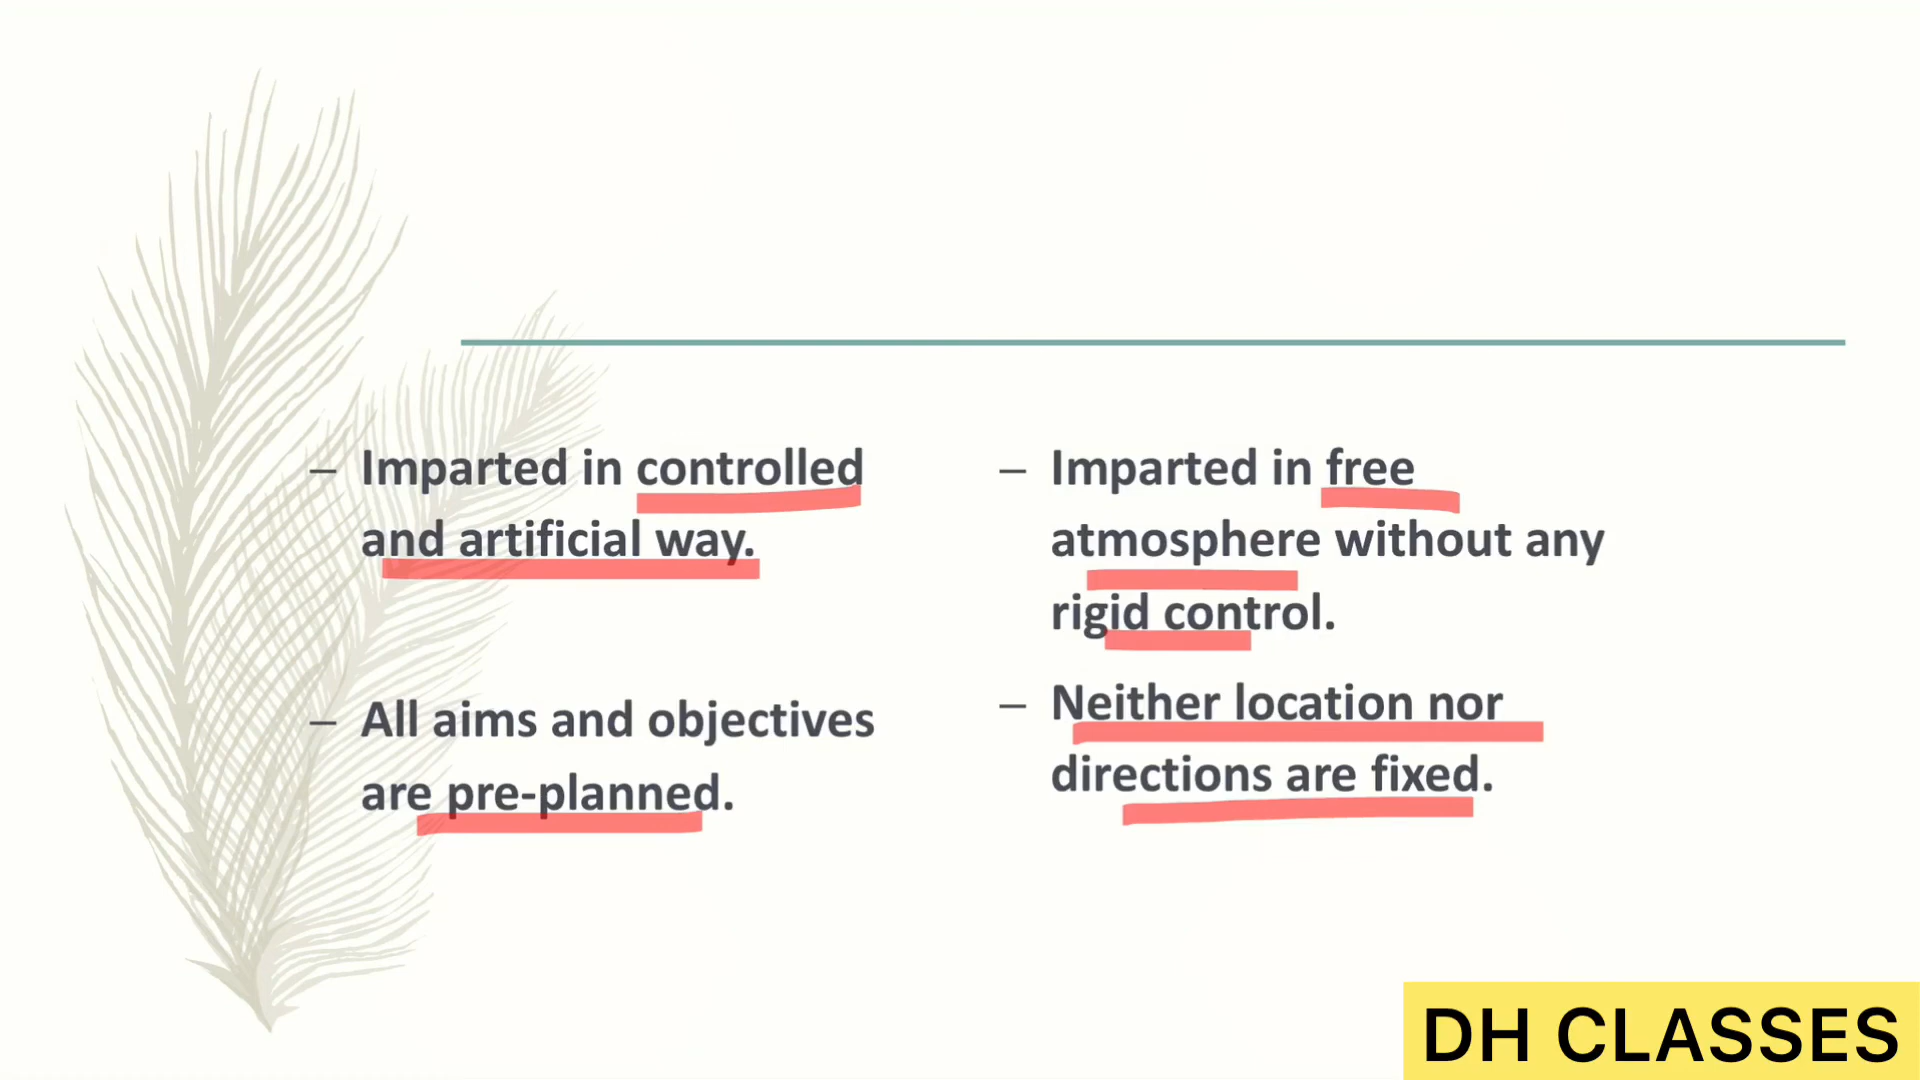 – Imparted in controlled
and artificial way.
– All aims and objectives
are pre-planned.
– Imparted in free
atmosphere without any
rigid control.
– Neither location nor
directions are fixed.
DH CLASSES